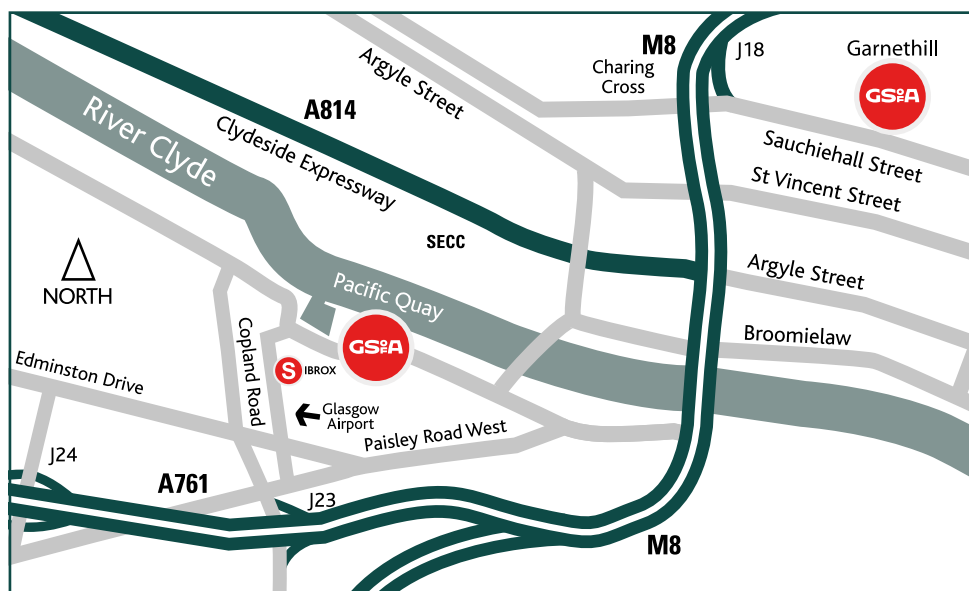 M8
J18
Garnethill
GSOFA
Charing
Cross
Argyle Street
A814
River Clyde
Clydeside Expressway
Sauchiehall Street
St Vincent Street
SECC
NORTH
Pacific Quay
Argyle Street
Broomielaw
GSOFA
S
IBROX
Copland Road
Edminston Drive
Glasgow
Airport
Paisley Road West
J24
A761
J23
M8